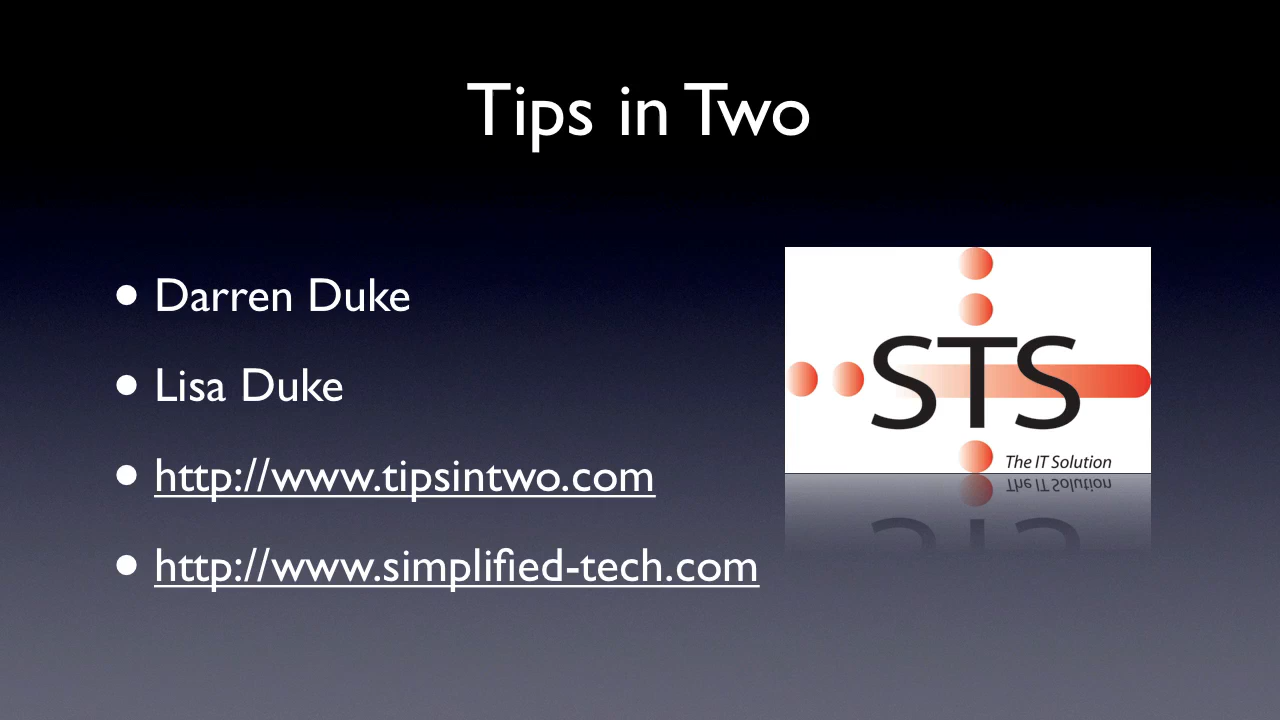 Tips in Two
• Darren Duke
• Lisa Duke
• http://www.tipsintwo.com
• http://www.simplified-tech.com
STS
The IT Solution